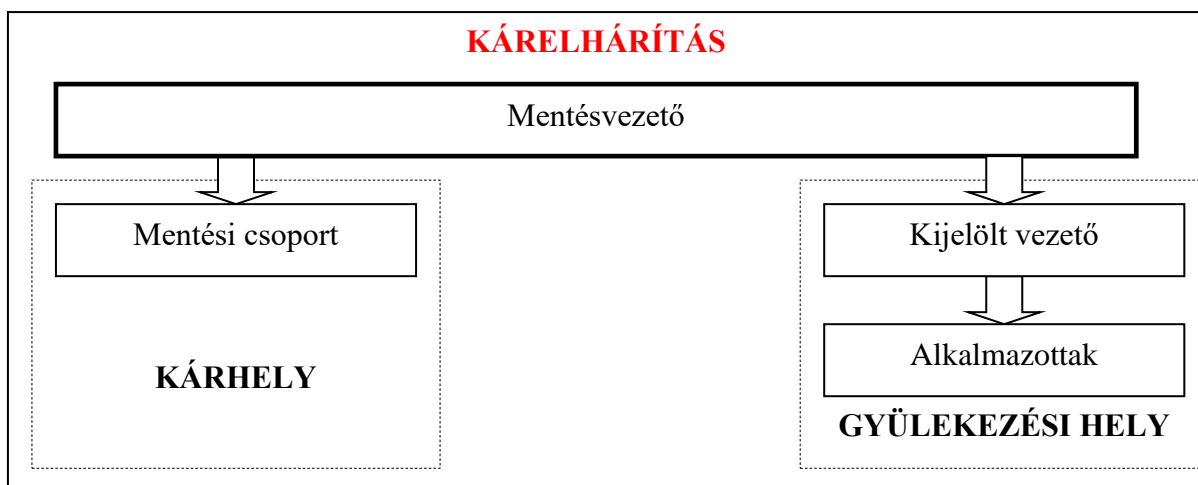 KÁRELHÁRÍTÁS
Mentésvezető
Mentési csoport
Kijelölt vezető
Alkalmazottak
KÁRHELY
GYÜLEKEZÉSI HELY